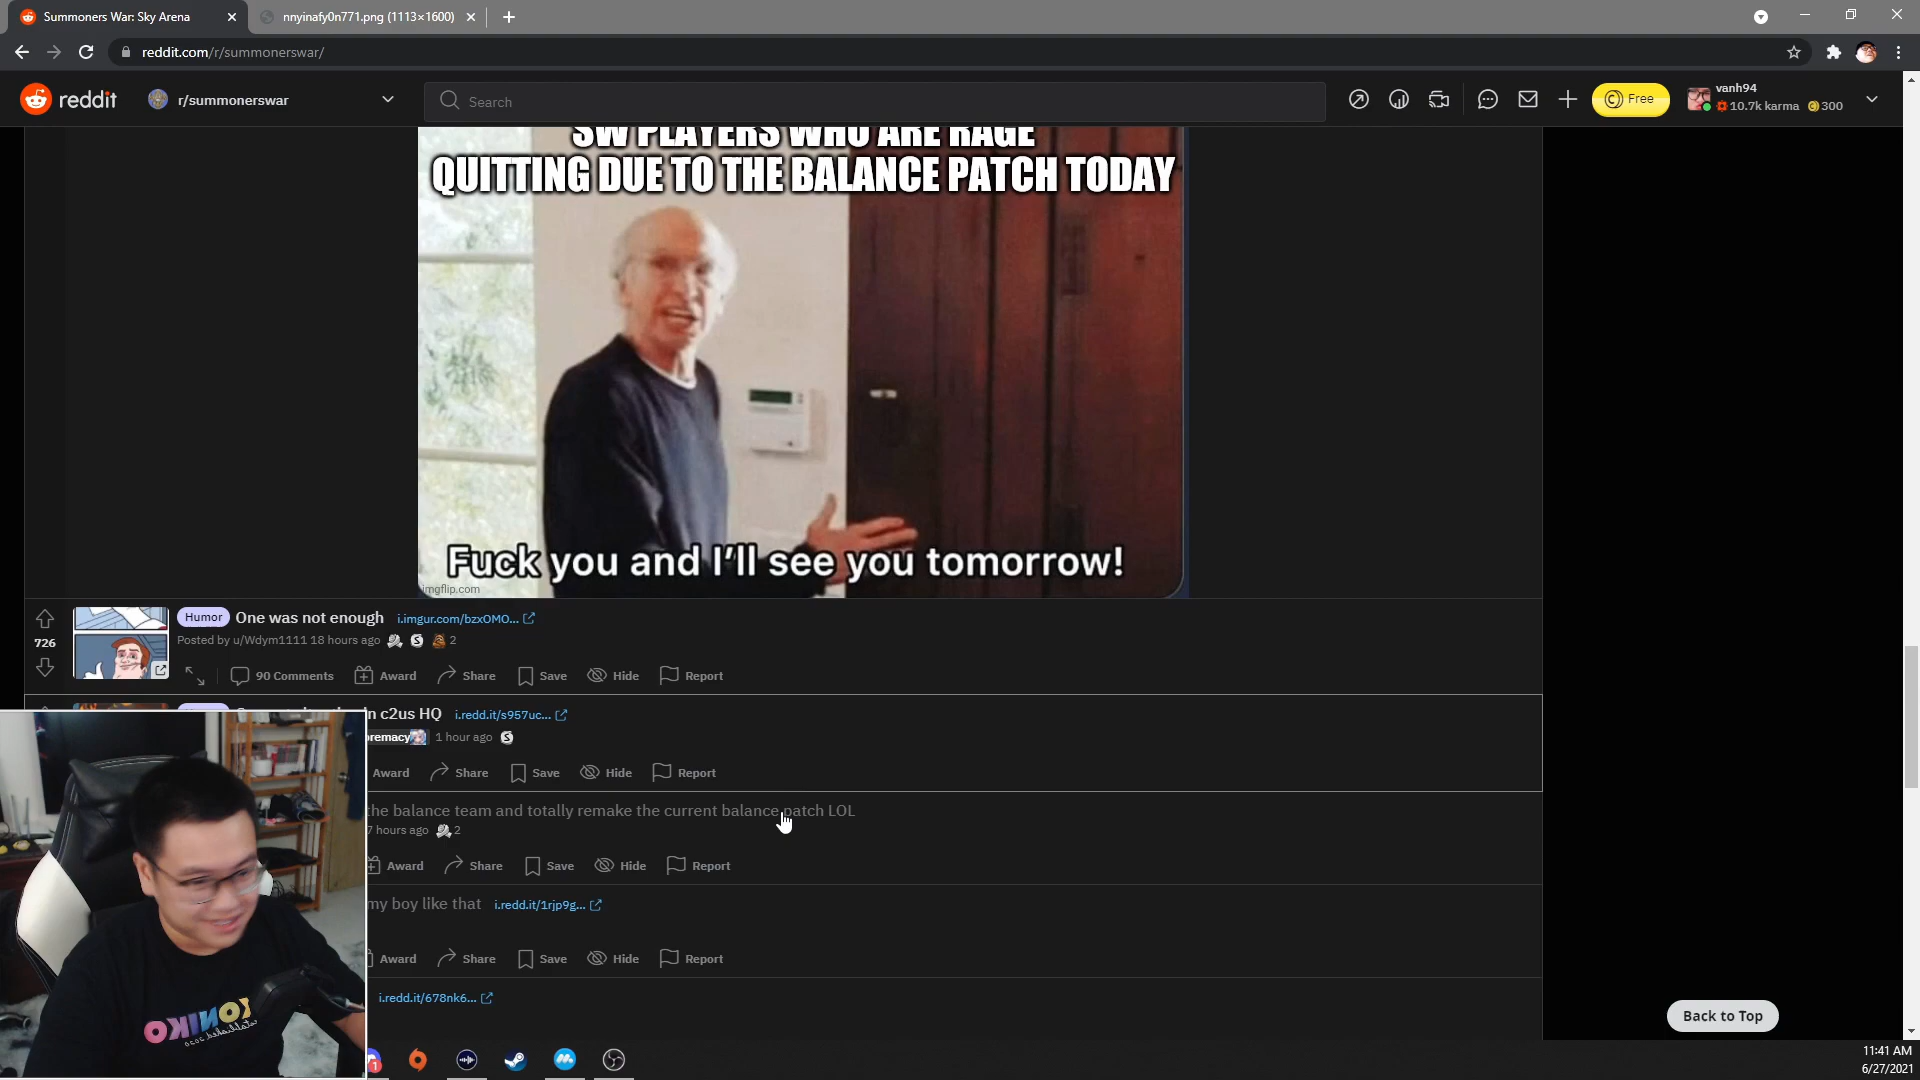 Summoners War: Sky Arena
nnyinafy0n771.png (1113×1600)
reddit.com/r/summonerswar/
reddit
r/summonerswar
Search
Free
vanh94
10.7k karma 300
SW PLAYERS WHO ARE RAGE
QUITTING DUE TO THE BALANCE PATCH TODAY
Fuck you and I'll see you tomorrow!
imgflip.com
726
Humor One was not enough i.imgur.com/bzxOMO...
Posted by u/Wdym1111 18 hours ago 2
90 Comments Award Share Save Hide Report
in c2us HQ i.redd.it/s957uc...
premacy 1 hour ago
Award Share Save Hide Report
the balance team and totally remake the current balance patch LOL
7 hours ago 2
Award Share Save Hide Report
my boy like that i.redd.it/1rjp9g...
Award Share Save Hide Report
i.redd.it/678nk6...
Back to Top
1
11:41 AM
6/27/2021